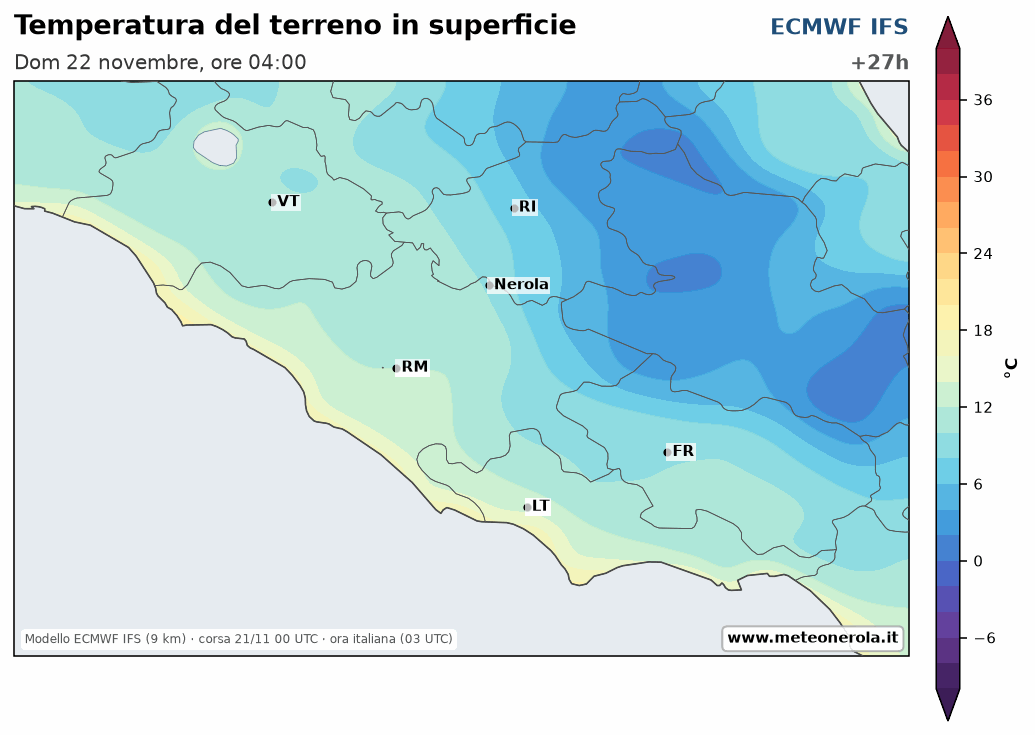 Temperatura del terreno in superficie
ECMWF IFS
Dom 22 novembre, ore 04:00
+27h
VT
RI
Nerola
RM
FR
LT
36
30
24
18
12
6
0
−6
°C
Modello ECMWF IFS (9 km) · corsa 21/11 00 UTC · ora italiana (03 UTC)
www.meteonerola.it